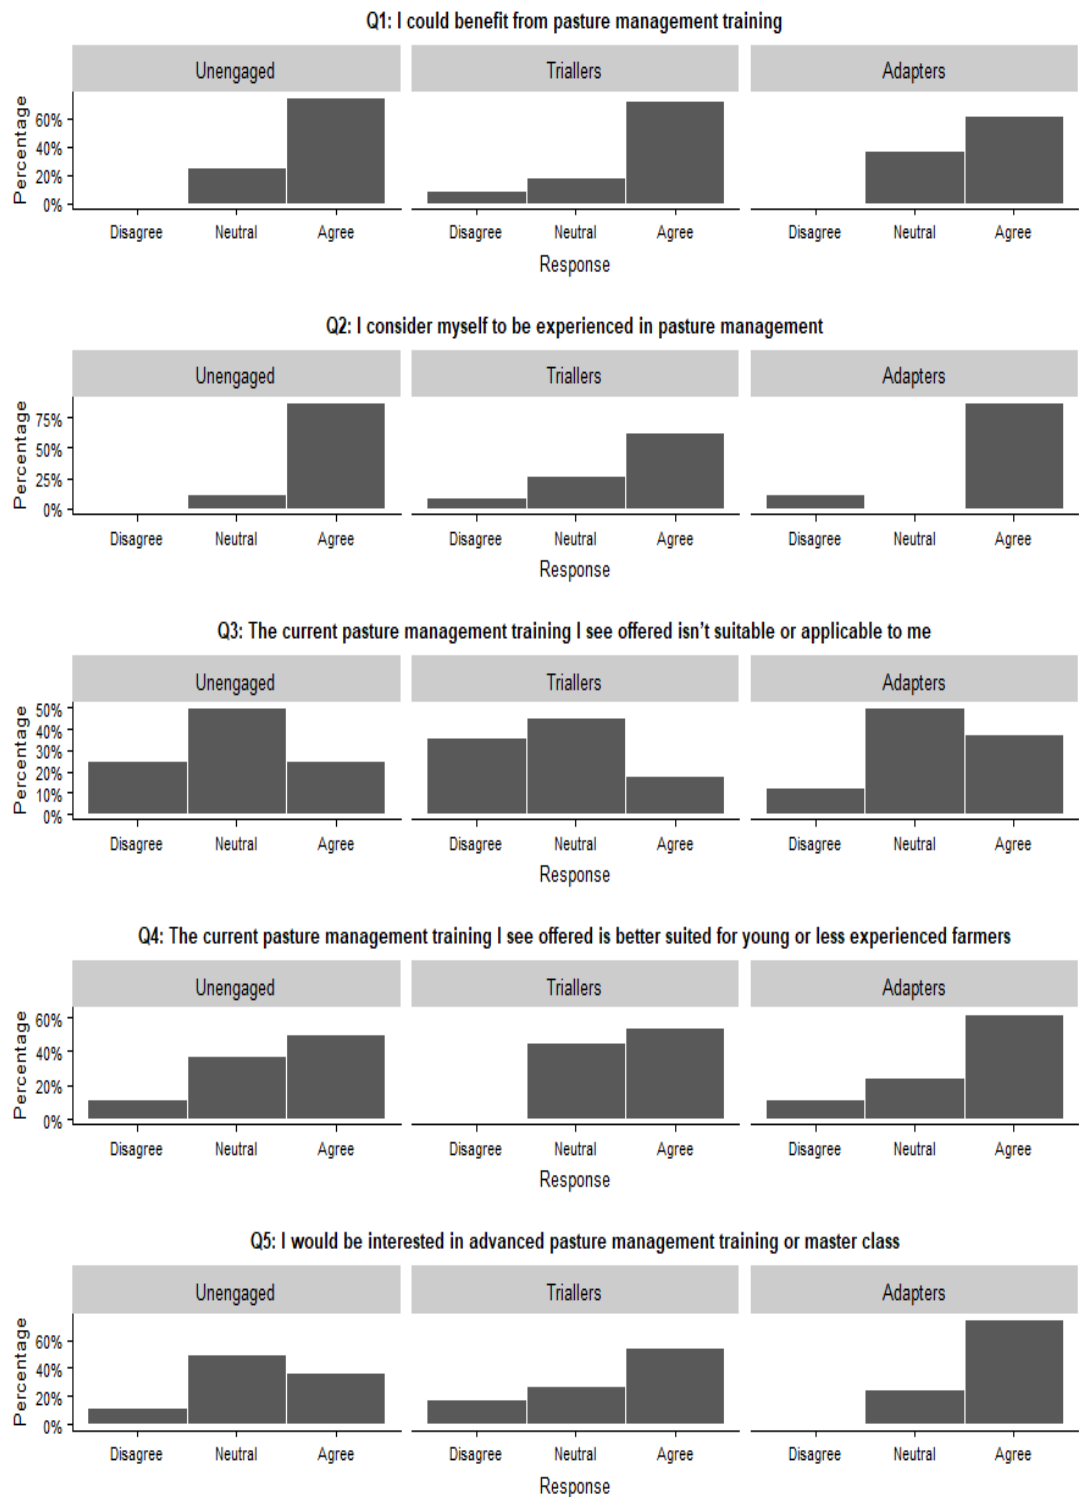 Q1: I could benefit from pasture management training
Unengaged Triallers Adapters
Percentage
60%
40%
20%
0%
Disagree Neutral Agree Disagree Neutral Agree Disagree Neutral Agree
Response
Q2: I consider myself to be experienced in pasture management
Unengaged Triallers Adapters
Percentage
75%
50%
25%
0%
Disagree Neutral Agree Disagree Neutral Agree Disagree Neutral Agree
Response
Q3: The current pasture management training I see offered isn’t suitable or applicable to me
Unengaged Triallers Adapters
Percentage
50%
40%
30%
20%
10%
0%
Disagree Neutral Agree Disagree Neutral Agree Disagree Neutral Agree
Response
Q4: The current pasture management training I see offered is better suited for young or less experienced farmers
Unengaged Triallers Adapters
Percentage
60%
40%
20%
0%
Disagree Neutral Agree Disagree Neutral Agree Disagree Neutral Agree
Response
Q5: I would be interested in advanced pasture management training or master class
Unengaged Triallers Adapters
Percentage
60%
40%
20%
0%
Disagree Neutral Agree Disagree Neutral Agree Disagree Neutral Agree
Response